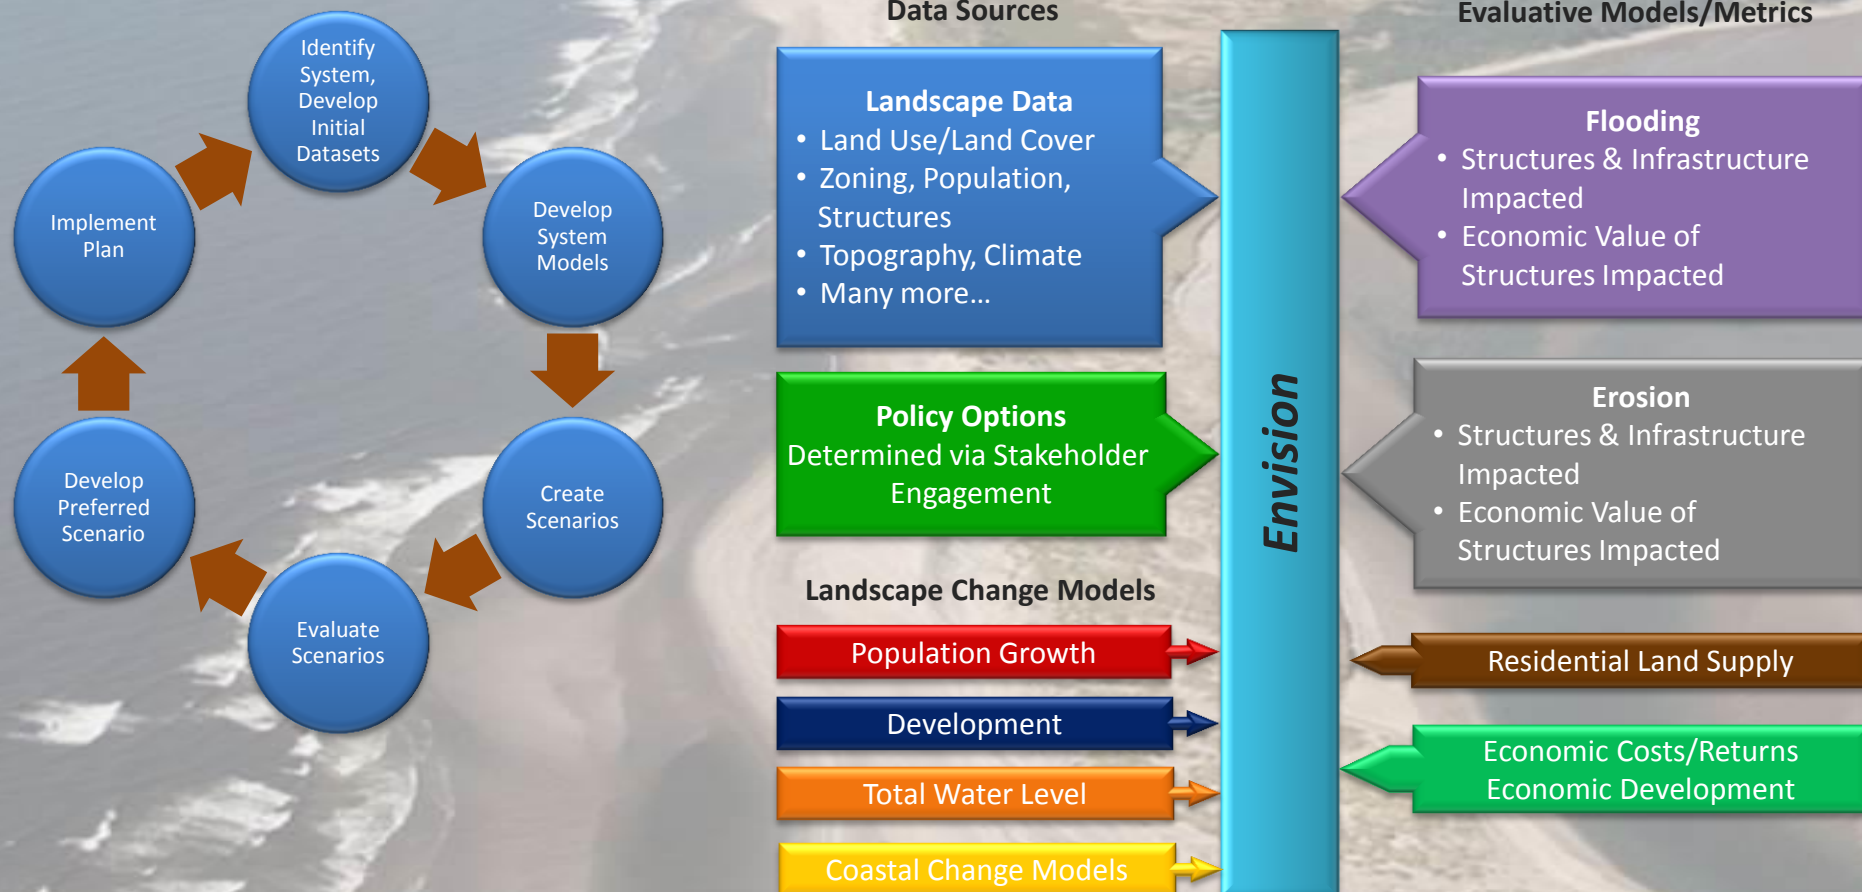 Identify
System,
Develop
Initial
Datasets
Develop
System
Models
Create
Scenarios
Evaluate
Scenarios
Develop
Preferred
Scenario
Implement
Plan
Data Sources
Landscape Data
• Land Use/Land Cover
• Zoning, Population,
Structures
• Topography, Climate
• Many more...
Policy Options
Determined via Stakeholder
Engagement
Landscape Change Models
Population Growth
Development
Total Water Level
Coastal Change Models
Envision
Evaluative Models/Metrics
Flooding
• Structures & Infrastructure
Impacted
• Economic Value of
Structures Impacted
Erosion
• Structures & Infrastructure
Impacted
• Economic Value of
Structures Impacted
Residential Land Supply
Economic Costs/Returns
Economic Development